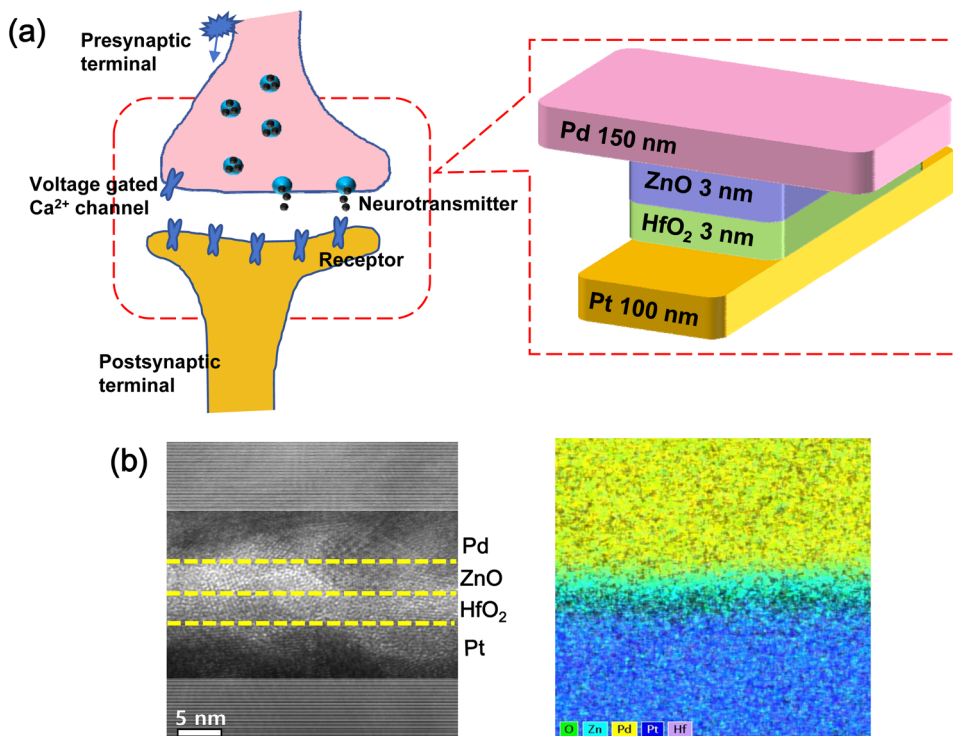 (a)
Presynaptic
terminal
Voltage gated
Ca²⁺ channel
Neurotransmitter
Receptor
Postsynaptic
terminal
Pd 150 nm
ZnO 3 nm
HfO₂ 3 nm
Pt 100 nm
(b)
Pd
ZnO
HfO₂
Pt
5 nm
O Zn Pd Pt Hf